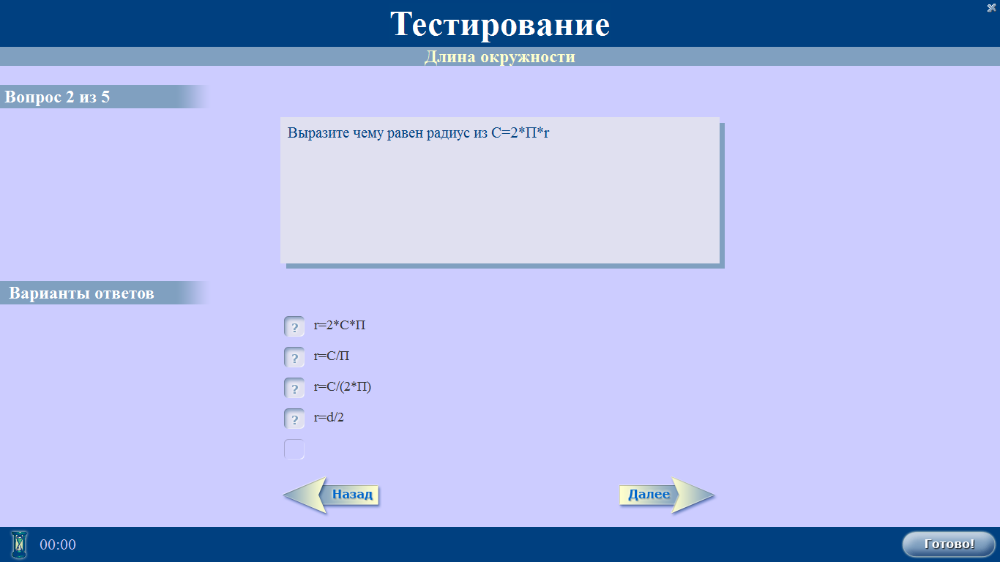 Тестирование
Длина окружности
Вопрос 2 из 5
Выразите чему равен радиус из C=2*П*r
Варианты ответов
? r=2*C*П
? r=C/П
? r=C/(2*П)
? r=d/2
Назад
Далее
00:00
Готово!